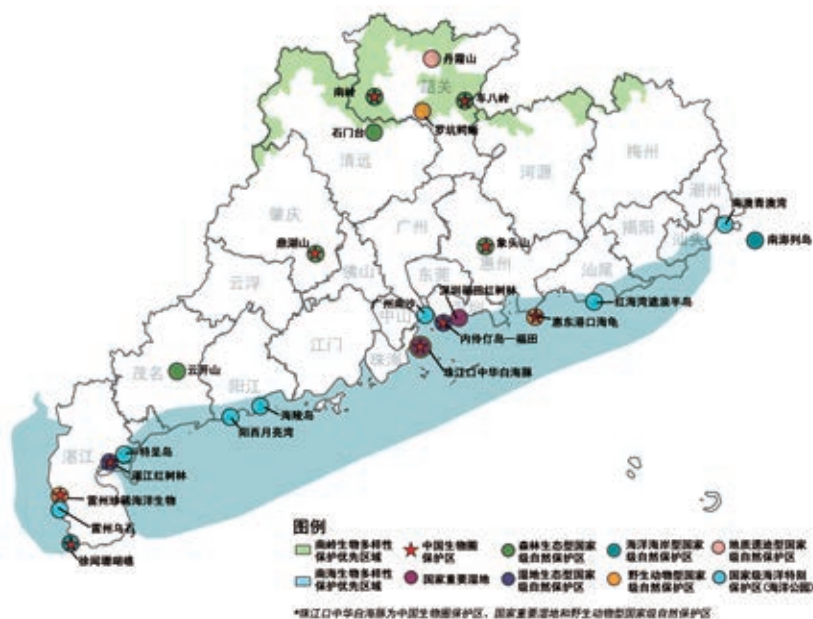 丹霞山
韶关
南岭
车八岭
石门台
罗坑鳄蜥
清远
河源
梅州
潮州
南澳青澳湾
肇庆
广州
揭阳
汕头
南澎列岛
鼎湖山
象头山
佛山
东莞
惠州
汕尾
云浮
深圳福田红树林
广州南沙
红海湾遮浪半岛
中山
惠东港口海龟
内伶仃岛—福田
江门
珠海
珠江口中华白海豚
茂名
云开山
阳江
海陵岛
阳西月亮湾
特呈岛
湛江
湛江红树林
雷州珍稀海洋生物
雷州乌石
徐闻珊瑚礁
图例
南岭生物多样性
保护优先区域
中国生物圈
保护区
森林生态型国家
级自然保护区
海洋海岸型国家
级自然保护区
地质遗迹型国家
级自然保护区
南海生物多样性
保护优先区域
国家重要湿地
湿地生态型国家
级自然保护区
野生动物型国家
级自然保护区
国家级海洋特别
保护区(海洋公园)
*珠江口中华白海豚为中国生物圈保护区、国家重要湿地和野生动物型国家级自然保护区